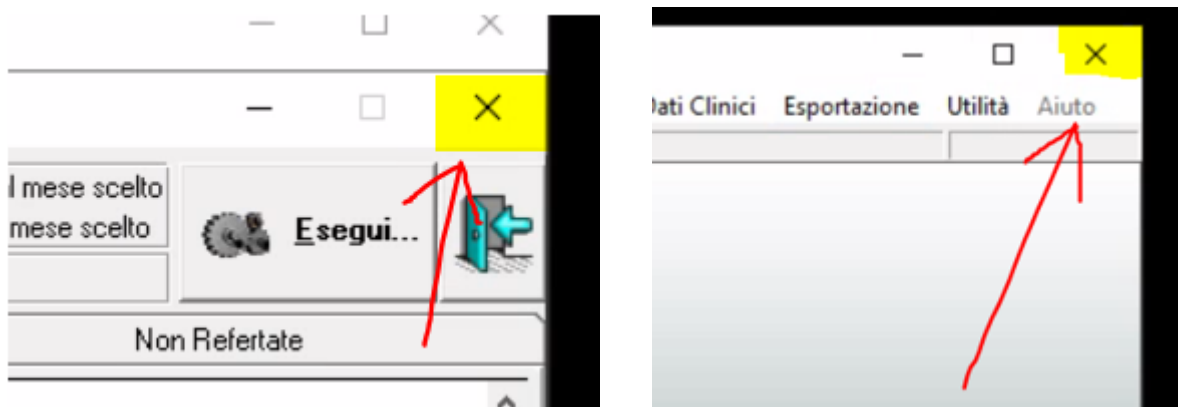 l mese scelto
mese scelto
Esegui...
Non Refertate
Dati Clinici Esportazione Utilità Aiuto